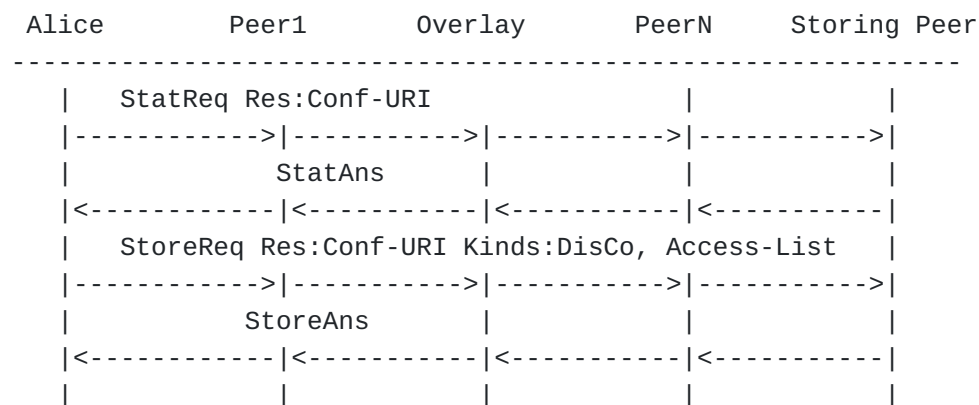 Alice        Peer1        Overlay        PeerN      Storing Peer
-------------------------------------------------------------
   |   StatReq Res:Conf-URI                |            |
   |------------>|----------->|----------->|----------->|
   |             StatAns      |            |            |
   |<------------|<-----------|<-----------|<-----------|
   |   StoreReq Res:Conf-URI Kinds:DisCo, Access-List   |
   |------------>|----------->|----------->|----------->|
   |           StoreAns       |            |            |
   |<------------|<-----------|<-----------|<-----------|
   |             |            |            |            |